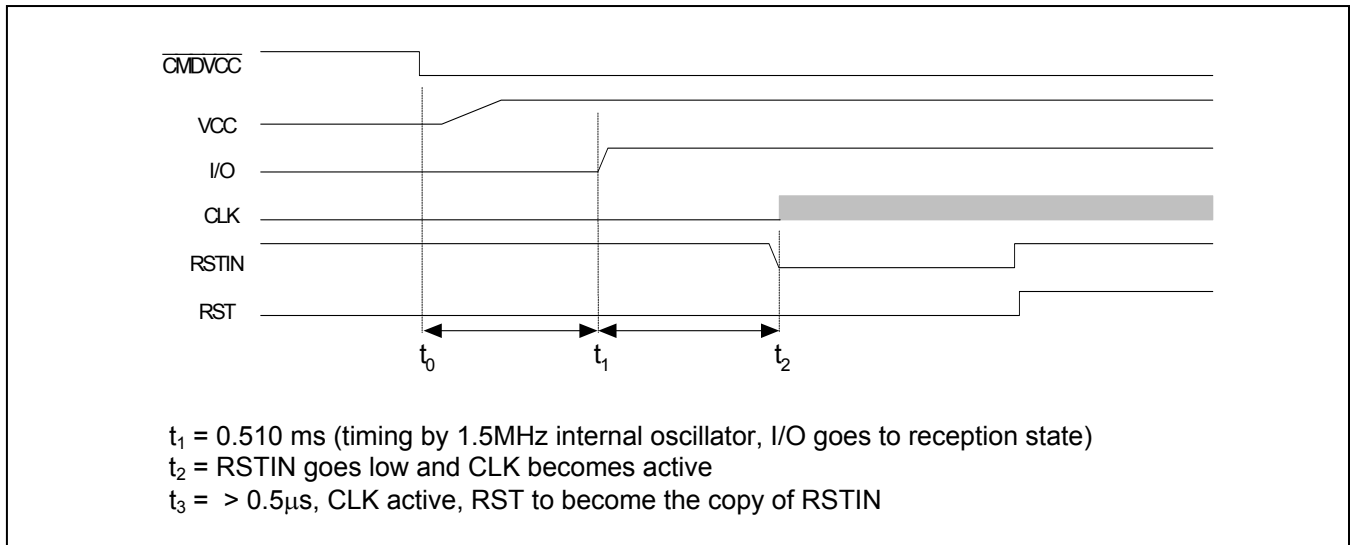 CMDVCC
VCC
I/O
CLK
RSTIN
RST
t0 t1 t2
t1 = 0.510 ms (timing by 1.5MHz internal oscillator, I/O goes to reception state)
t2 = RSTIN goes low and CLK becomes active
t3 = > 0.5μs, CLK active, RST to become the copy of RSTIN